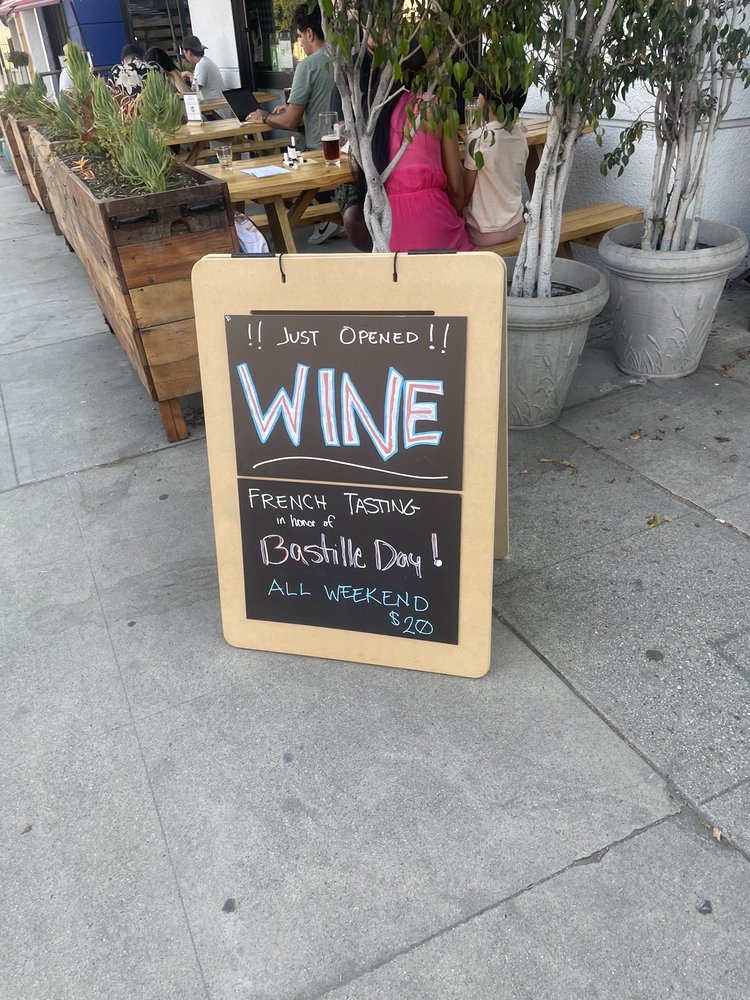 !! JUST OPENED !!
WINE
FRENCH TASTING
in honor of
Bastille Day!
ALL WEEKEND
$20